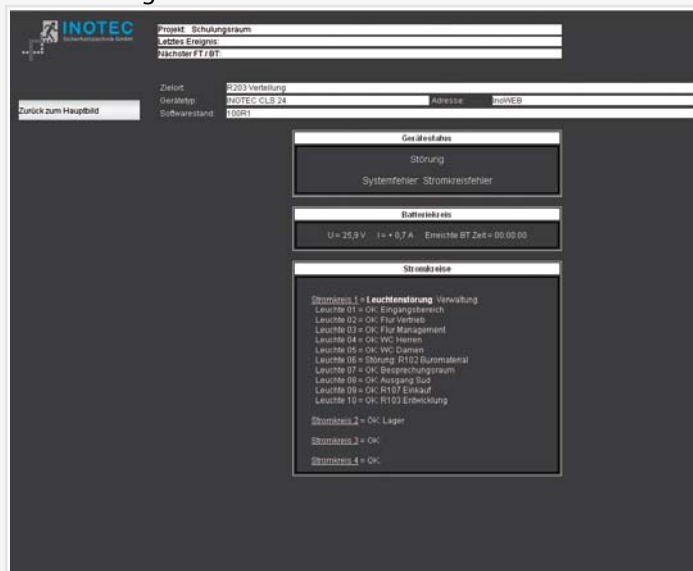 INOTEC
Sicherheitstechnik GmbH
Projekt: Schulungsraum
Letztes Ereignis:
Nächster FT / BT:
Zielort: R203 Verteilung
Gerätetyp: INOTEC CLS 24 Adresse: InoWEB
Softwarestand: 100R1
Zurück zum Hauptbild
Gerätestatus
Störung
Systemfehler: Stromkreisfehler
Batteriekreis
U = 25,9 V I = + 0,7 A Erreichte BT Zeit = 00:00:00
Stromkreise
Stromkreis 1 = Leuchtenstörung: Verwaltung
Leuchte 01 = OK: Eingangsbereich
Leuchte 02 = OK: Flur Vertrieb
Leuchte 03 = OK: Flur Management
Leuchte 04 = OK: WC Herren
Leuchte 05 = OK: WC Damen
Leuchte 06 = Störung: R102 Büromaterial
Leuchte 07 = OK: Besprechungsraum
Leuchte 08 = OK: Ausgang Süd
Leuchte 09 = OK: R107 Einkauf
Leuchte 10 = OK: R103 Entwicklung
Stromkreis 2 = OK: Lager
Stromkreis 3 = OK:
Stromkreis 4 = OK: